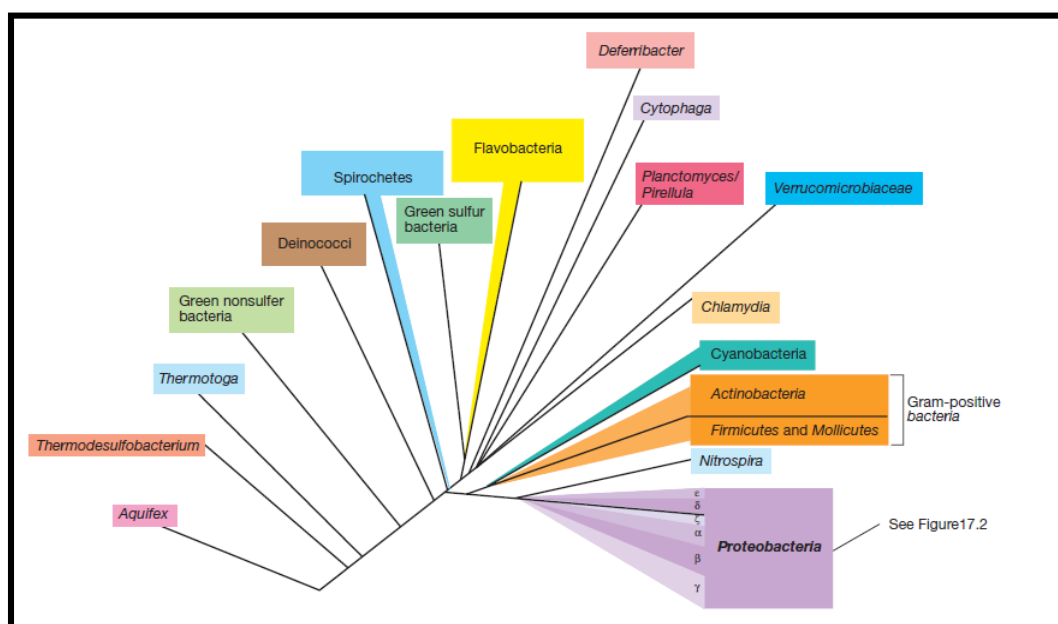 Deferribacter
Cytophaga
Flavobacteria
Planctomyces/
Pirellula
Verrucomicrobiaceae
Spirochetes
Green sulfur
bacteria
Deinococci
Green nonsulfer
bacteria
Chlamydia
Cyanobacteria
Thermotoga
Actinobacteria
Gram-positive
bacteria
Firmicutes and Mollicutes
Thermodesulfobacterium
Nitrospira
Aquifex
ε
δ
ζ
α
β
γ
Proteobacteria
See Figure17.2